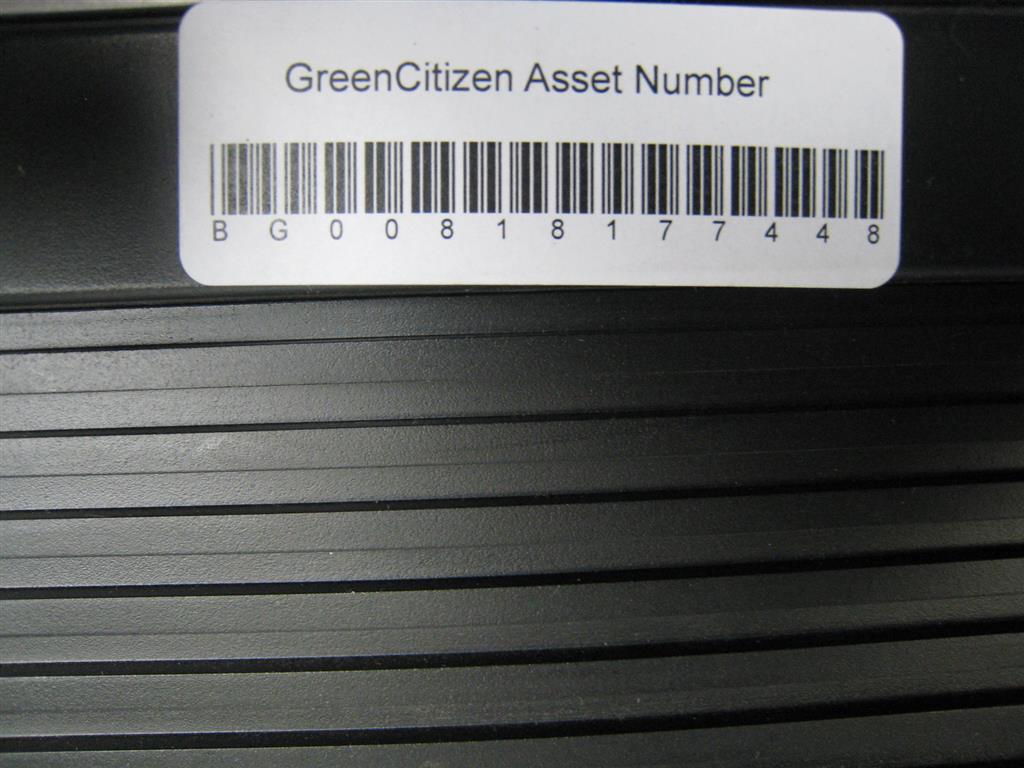 GreenCitizen Asset Number
B G 0 0 8 1 8 1 7 7 4 4 8